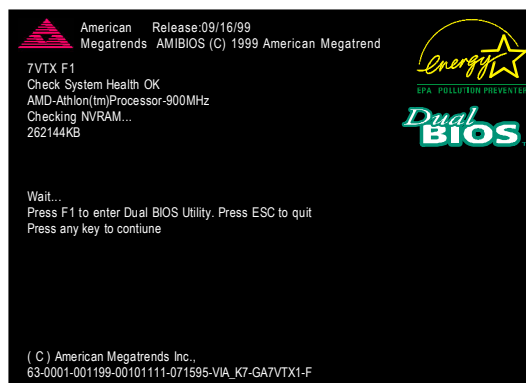 American Release:09/16/99
Megatrends AMIBIOS (C) 1999 American Megatrend
energy
EPA POLLUTION PREVENTER
7VTX F1
Check System Health OK
AMD-Athlon(tm)Processor-900MHz
Checking NVRAM...
262144KB
Dual
BIOS
Wait...
Press F1 to enter Dual BIOS Utility. Press ESC to quit
Press any key to contiune
( C ) American Megatrends Inc.,
63-0001-001199-00101111-071595-VIA_K7-GA7VTX1-F